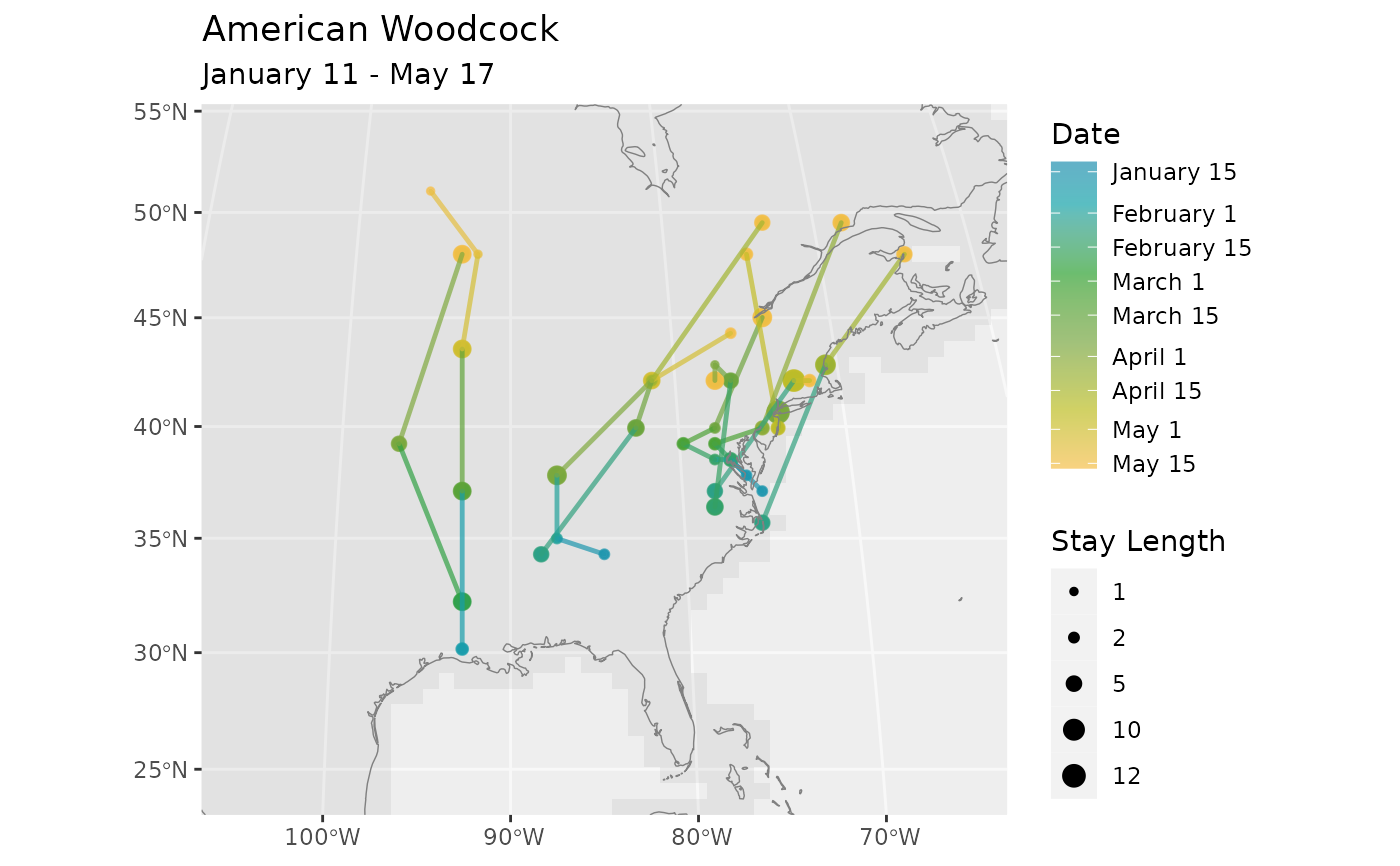 American Woodcock
January 11 - May 17
55°N
50°N
45°N
40°N
35°N
30°N
25°N
100°W
90°W
80°W
70°W
Date
January 15
February 1
February 15
March 1
March 15
April 1
April 15
May 1
May 15
Stay Length
1
2
5
10
12